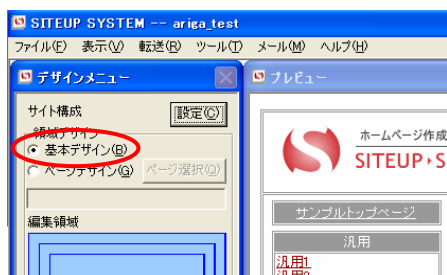 SITEUP SYSTEM -- ariga_test
ファイル(F) 表示(V) 転送(R) ツール(T) メール(M) ヘルプ(H)
デザインメニュー
プレビュー
サイト構成
設定(C)
領域デザイン
基本デザイン(B)
ページデザイン(G)
ページ選択(Q)
編集領域
ホームページ作成
SITEUP・S
サンプルトップページ
汎用
汎用1
汎用2